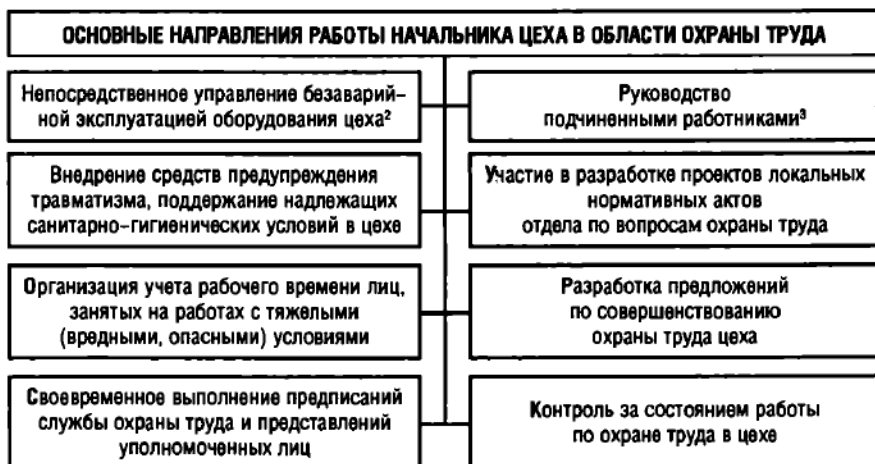 ОСНОВНЫЕ НАПРАВЛЕНИЯ РАБОТЫ НАЧАЛЬНИКА ЦЕХА В ОБЛАСТИ ОХРАНЫ ТРУДА
Непосредственное управление безаварий-
ной эксплуатацией оборудования цеха²
Руководство
подчиненными работниками³
Внедрение средств предупреждения
травматизма, поддержание надлежащих
санитарно-гигиенических условий в цехе
Участие в разработке проектов локальных
нормативных актов
отдела по вопросам охраны труда
Организация учета рабочего времени лиц,
занятых на работах с тяжелыми
(вредными, опасными) условиями
Разработка предложений
по совершенствованию
охраны труда цеха
Своевременное выполнение предписаний
службы охраны труда и представлений
уполномоченных лиц
Контроль за состоянием работы
по охране труда в цехе